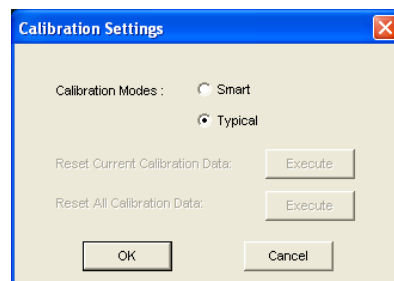 Calibration Settings
Calibration Modes : Smart
Typical
Reset Current Calibration Data: Execute
Reset All Calibration Data: Execute
OK Cancel